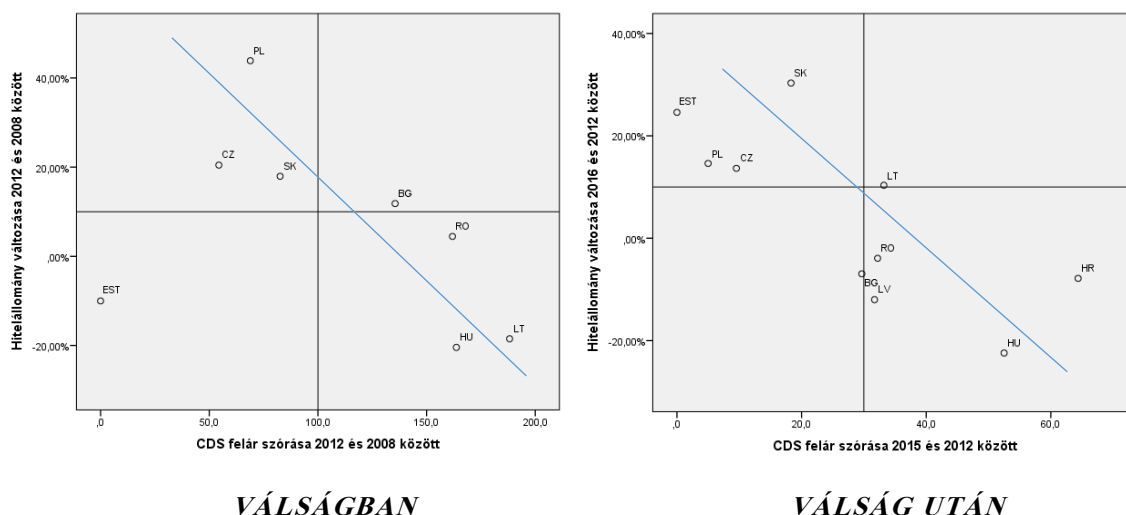 Hitelállomány változása 2012 és 2008 között
40,00%
20,00%
,00%
-20,00%
PL
CZ
SK
BG
RO
EST
HU
LT
,0 50,0 100,0 150,0 200,0
CDS felár szórása 2012 és 2008 között
VÁLSÁGBAN
Hitelállomány változása 2016 és 2012 között
40,00%
20,00%
,00%
-20,00%
SK
EST
PL
CZ
LT
RO
BG
LV
HR
HU
,0 20,0 40,0 60,0
CDS felár szórása 2015 és 2012 között
VÁLSÁG UTÁN